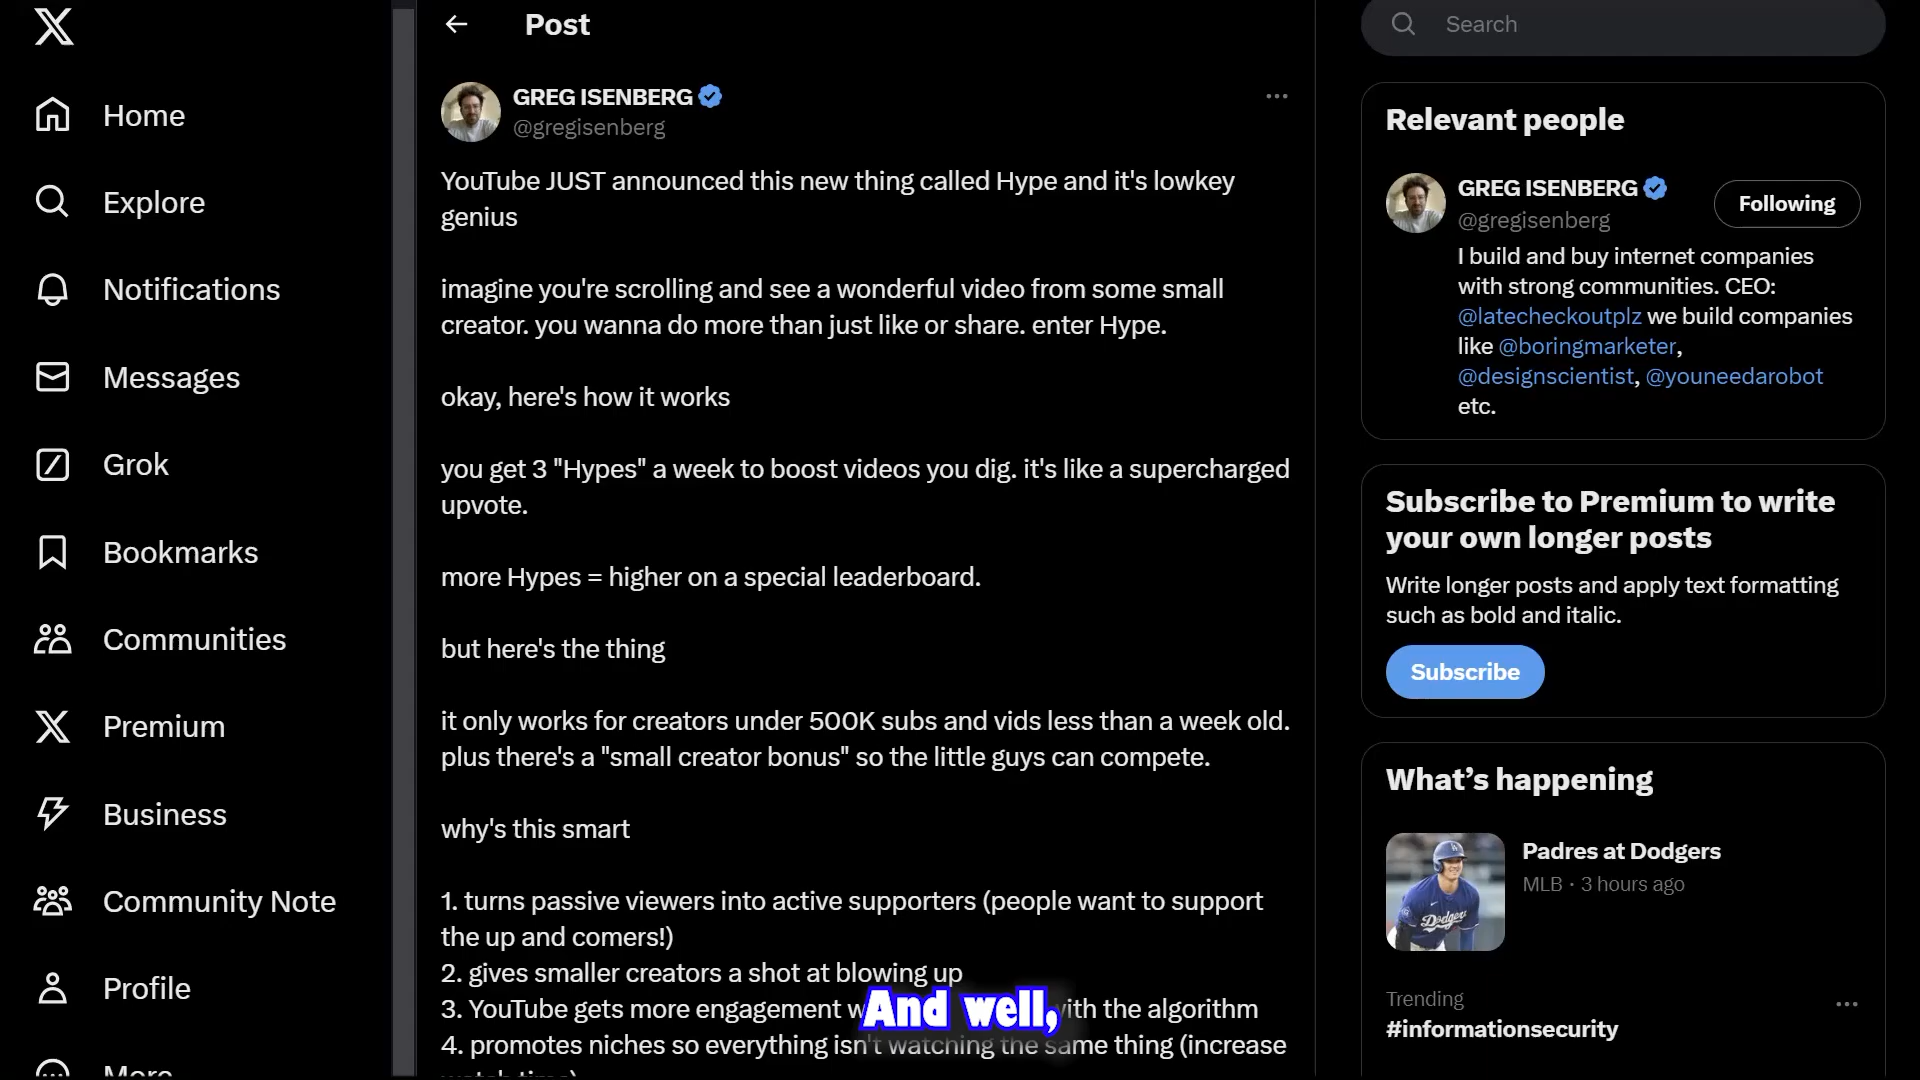 Home
Explore
Notifications
Messages
Grok
Bookmarks
Communities
Premium
Business
Community Note
Profile
More
Post
GREG ISENBERG
@gregisenberg
YouTube JUST announced this new thing called Hype and it's lowkey
genius
imagine you're scrolling and see a wonderful video from some small
creator. you wanna do more than just like or share. enter Hype.
okay, here's how it works
you get 3 "Hypes" a week to boost videos you dig. it's like a supercharged
upvote.
more Hypes = higher on a special leaderboard.
but here's the thing
it only works for creators under 500K subs and vids less than a week old.
plus there's a "small creator bonus" so the little guys can compete.
why's this smart
1. turns passive viewers into active supporters (people want to support
the up and comers!)
2. gives smaller creators a shot at blowing up
3. YouTube gets more engagement with the algorithm
4. promotes niches so everything isn't watching the same thing (increase
And well,
Search
Relevant people
GREG ISENBERG
@gregisenberg
Following
I build and buy internet companies
with strong communities. CEO:
@latecheckoutplz we build companies
like @boringmarketer,
@designscientist, @youneedarobot
etc.
Subscribe to Premium to write
your own longer posts
Write longer posts and apply text formatting
such as bold and italic.
Subscribe
What's happening
Padres at Dodgers
MLB · 3 hours ago
Dodgers
Trending
#informationsecurity